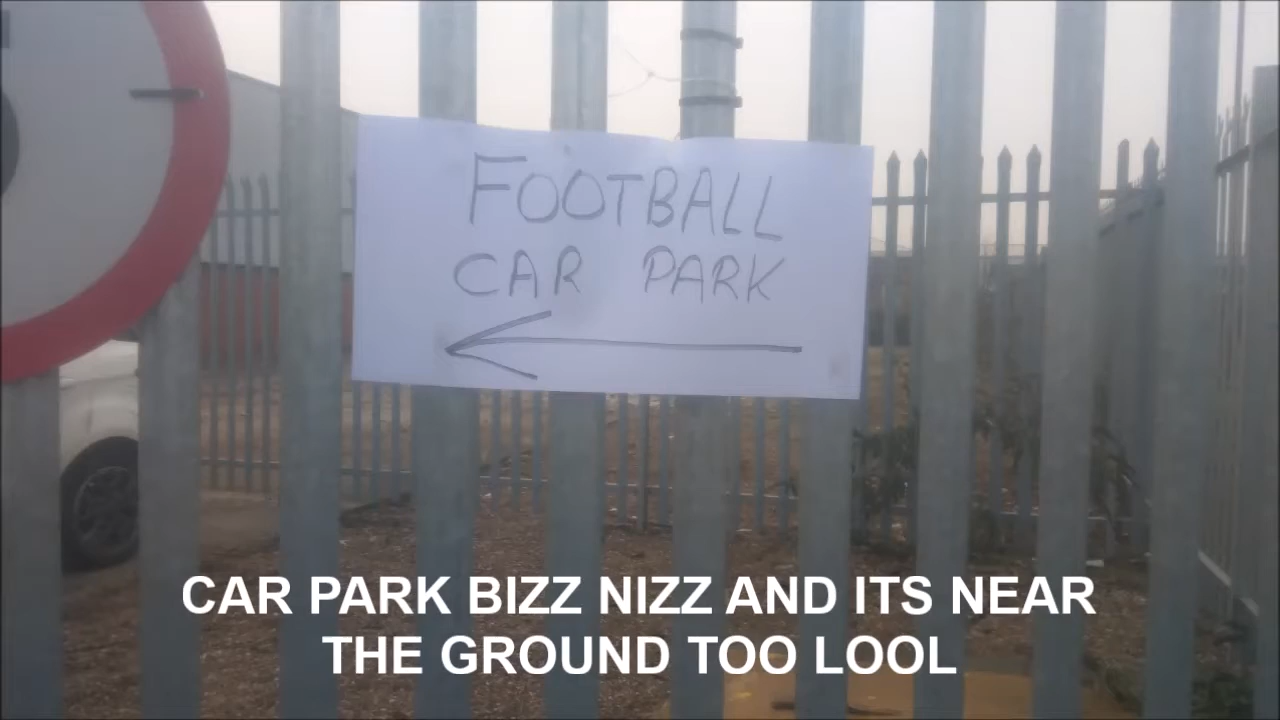 FOOTBALL
CAR PARK
CAR PARK BIZZ NIZZ AND ITS NEAR
THE GROUND TOO LOOL